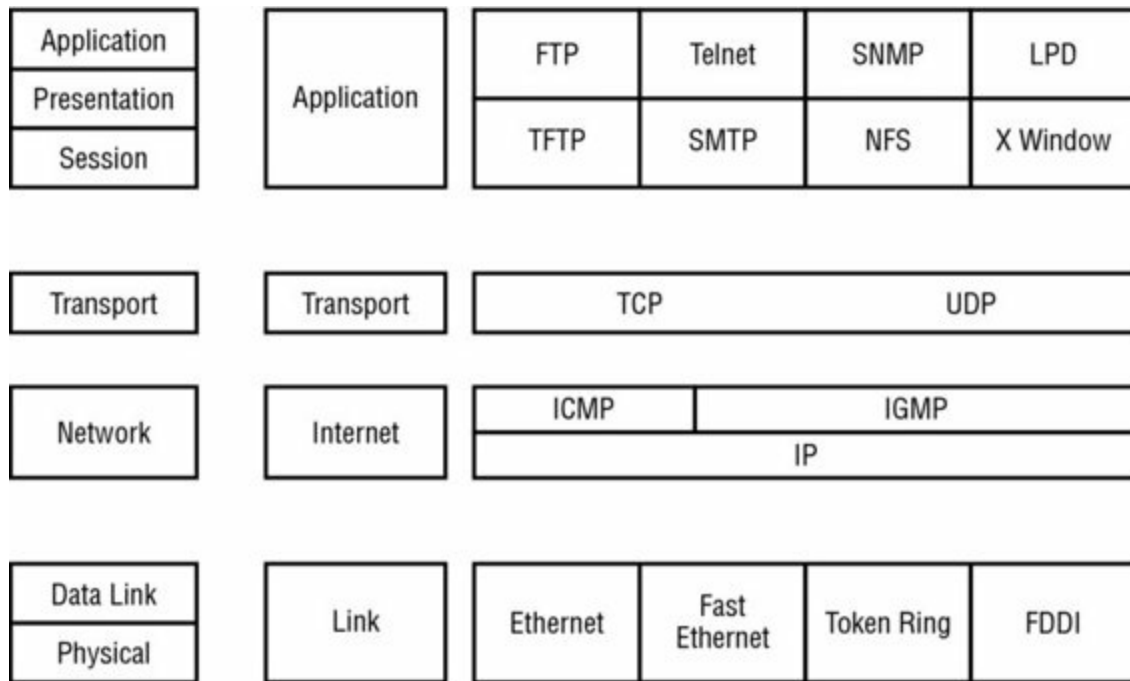 Application
Presentation
Session
Application
FTP
Telnet
SNMP
LPD
TFTP
SMTP
NFS
X Window
Transport
Transport
TCP
UDP
Network
Internet
ICMP
IGMP
IP
Data Link
Physical
Link
Ethernet
Fast
Ethernet
Token Ring
FDDI